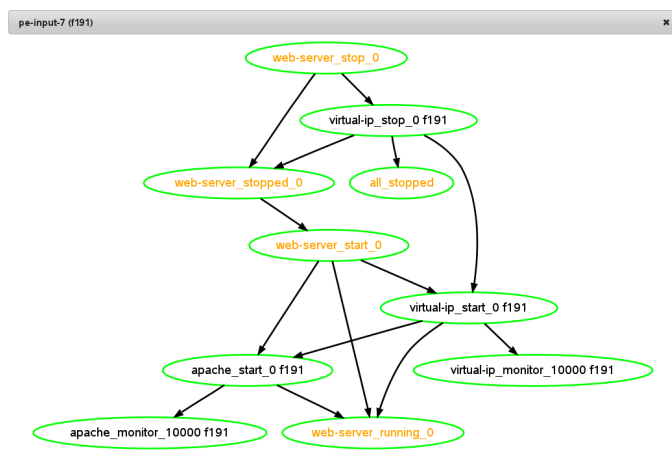 pe-input-7 (f191)
web-server_stop_0
virtual-ip_stop_0 f191
web-server_stopped_0
all_stopped
web-server_start_0
virtual-ip_start_0 f191
apache_start_0 f191
virtual-ip_monitor_10000 f191
apache_monitor_10000 f191
web-server_running_0